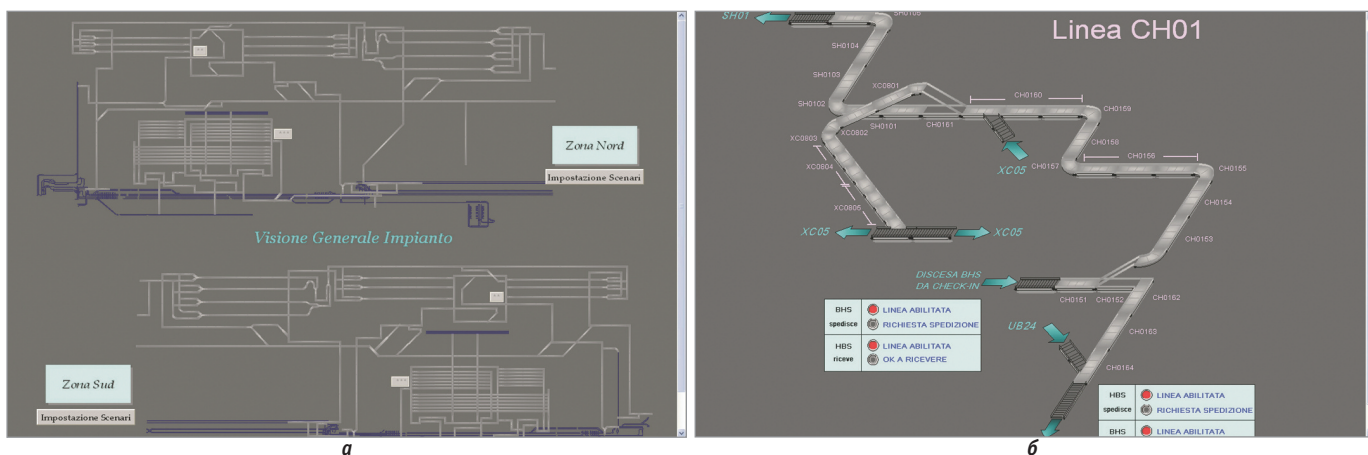 Zona Nord
Impostazione Scenari
Visione Generale Impianto
Zona Sud
Impostazione Scenari
а
Linea CH01
SH01
SH0105
SH0104
SH0103
SH0102
XC0801
CH0160
CH0159
SH0101
CH0161
XC0802
XC0803
CH0158
XC05
CH0157
CH0156
CH0155
XC0804
CH0154
XC0805
XC05
XC05
CH0153
DISCESA BHS
DA CHECK-IN
CH0151
CH0152
CH0162
BHS
spedisce
LINEA ABILITATA
RICHIESTA SPEDIZIONE
HBS
riceve
LINEA ABILITATA
OK A RICEVERE
UB24
CH0163
CH0164
HBS
spedisce
LINEA ABILITATA
RICHIESTA SPEDIZIONE
BHS
LINEA ABILITATA
б